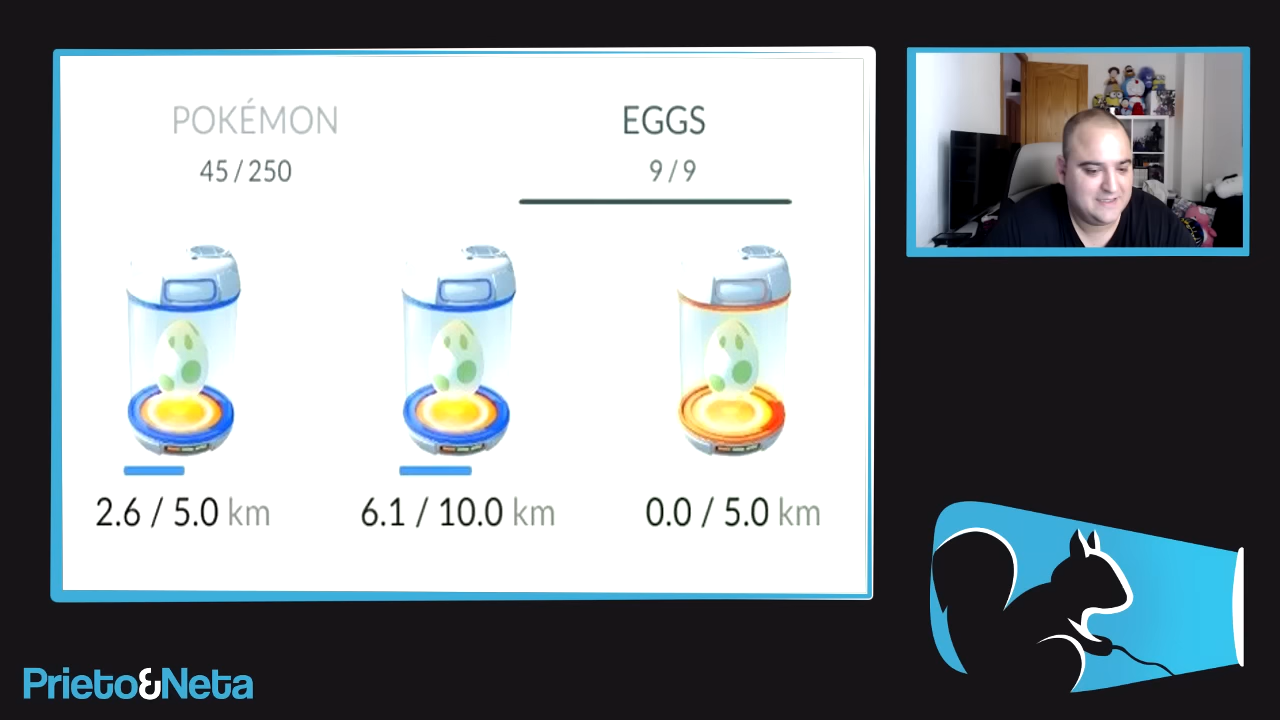 POKÉMON
45 / 250
EGGS
9 / 9
2.6 / 5.0 km
6.1 / 10.0 km
0.0 / 5.0 km
Prieto&Neta